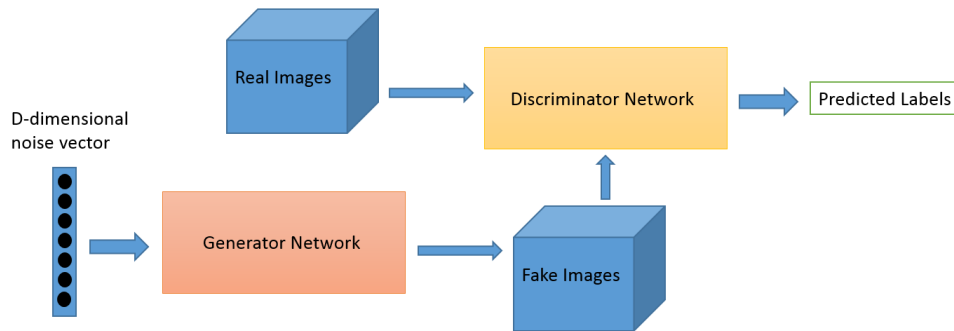 Real Images
Discriminator Network
Predicted Labels
D-dimensional
noise vector
Generator Network
Fake Images